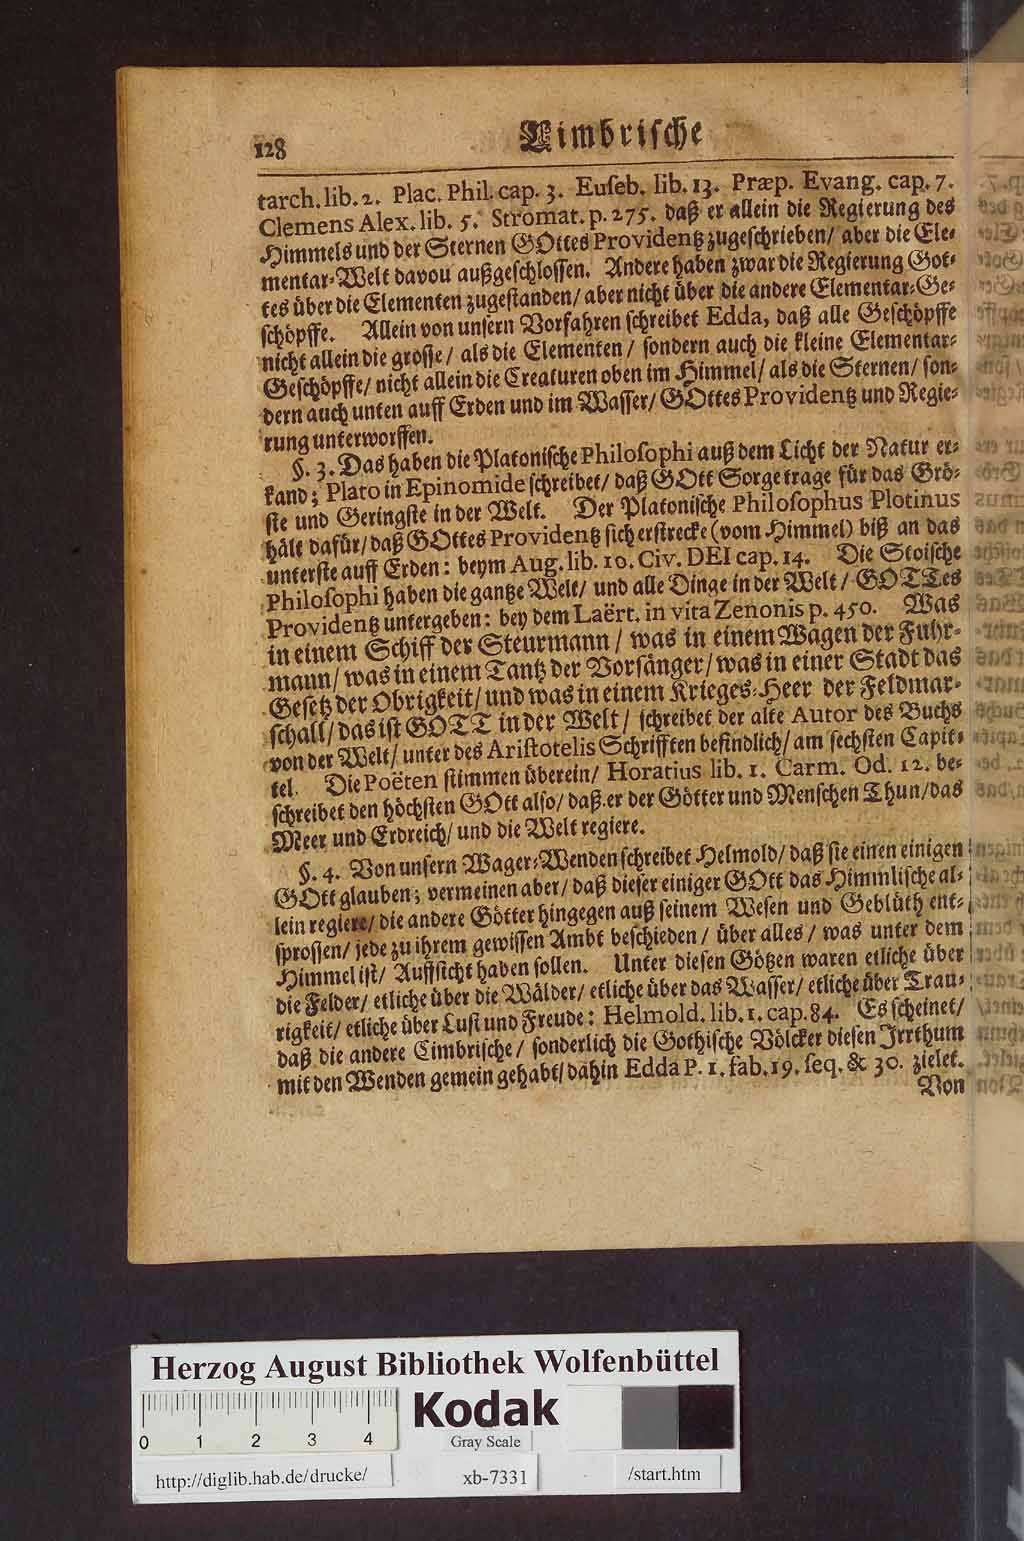 128 Cimbrische
tarch. lib. 2. Plac. Phil. cap. 3. Euseb. lib. 13. Præp. Evang. cap. 7.
Clemens Alex. lib. 5. Stromat. p. 275. daß er allein die Regierung des
Himmels und der Sternen GOttes Providentz zugeschrieben/ aber die Ele-
mentar-Welt davou außgeschlossen. Andere haben zwar die Regierung Got-
tes über die Elementen zugestanden/ aber nicht über die andere Elementar-Ge-
schöpffe. Allein von unsern Vorfahren schreibet Edda, daß alle Geschöpffe
nicht allein die grosse/ als die Elementen/ sondern auch die kleine Elementar-
Geschöpffe/ nicht allein die Creaturen oben im Himmel/ als die Sternen/ son-
dern auch unten auff Erden und im Wasser/ GOttes Providentz und Regie-
rung unterworffen.
§. 3. Das haben die Platonische Philosophi auß dem Licht der Natur er-
kand; Plato in Epinomide schreibet/ daß GOtt Sorge trage für das Grö-
ste und Geringste in der Welt. Der Platonische Philosophus Plotinus
hält dafür/ daß GOttes Providentz sich erstrecke (vom Himmel) biß an das
unterste auff Erden: beym Aug. lib. 10. Civ. DEI cap. 14. Die Stoische
Philosophi haben die gantze Welt/ und alle Dinge in der Welt/ GOTTes
Providentz untergeben: bey dem Laërt. in vita Zenonis p. 450. Was
in einem Schiff der Steurmann/ was in einem Wagen der Fuhr-
mann/ was in einem Tantz der Vorsänger/ was in einer Stadt das
Gesetz der Obrigkeit/ und was in einem Krieges-Heer der Feldmar-
schall/ das ist GOTT in der Welt/ schreibet der alte Autor des Buchs
von der Welt/ unter des Aristotelis Schrifften befindlich/ am sechsten Capit-
tel. Die Poëten stimmen überein/ Horatius lib. 1. Carm. Od. 12. be-
schreibet den höchsten GOtt also/ daß er der Götter und Menschen Thun/ das
Meer und Erdreich/ und die Welt regiere.
§. 4. Von unsern Wager-Wenden schreibet Helmold/ daß sie einen einigen
GOtt glauben; vermeinen aber/ daß dieser einiger GOtt das Himmlische al-
lein regiere/ die andere Götter hingegen auß seinem Wesen und Geblüth ent-
sprossen/ jede zu ihrem gewissen Ambt beschieden/ über alles/ was unter dem
Himmel ist/ Auffsicht haben sollen. Unter diesen Götzen waren etliche über
die Felder/ etliche über die Wälder/ etliche über das Wasser/ etliche über Trau-
rigkeit/ etliche über Lust und Freude: Helmold. lib. 1. cap. 84. Es scheinet/
daß die andere Cimbrische/ sonderlich die Gothische Völcker diesen Irrthum
mit den Wenden gemein gehabt/ dahin Edda P. 1. fab. 19. seq. & 30. zielet.
Von
Herzog August Bibliothek Wolfenbüttel
0 1 2 3 4
Kodak
Gray Scale
http://diglib.hab.de/drucke/ xb-7331 /start.htm